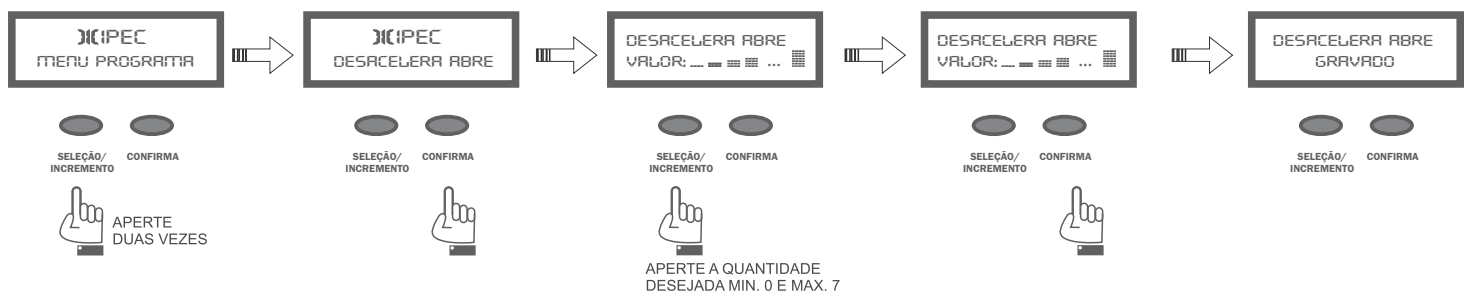 IPEC
MENU PROGRAMA
SELEÇÃO/
INCREMENTO
CONFIRMA
APERTE
DUAS VEZES
IPEC
DESACELERA ABRE
SELEÇÃO/
INCREMENTO
CONFIRMA
DESACELERA ABRE
VALOR: ...
SELEÇÃO/
INCREMENTO
CONFIRMA
APERTE A QUANTIDADE
DESEJADA MIN. 0 E MAX. 7
DESACELERA ABRE
VALOR: ...
SELEÇÃO/
INCREMENTO
CONFIRMA
DESACELERA ABRE
GRAVADO
SELEÇÃO/
INCREMENTO
CONFIRMA